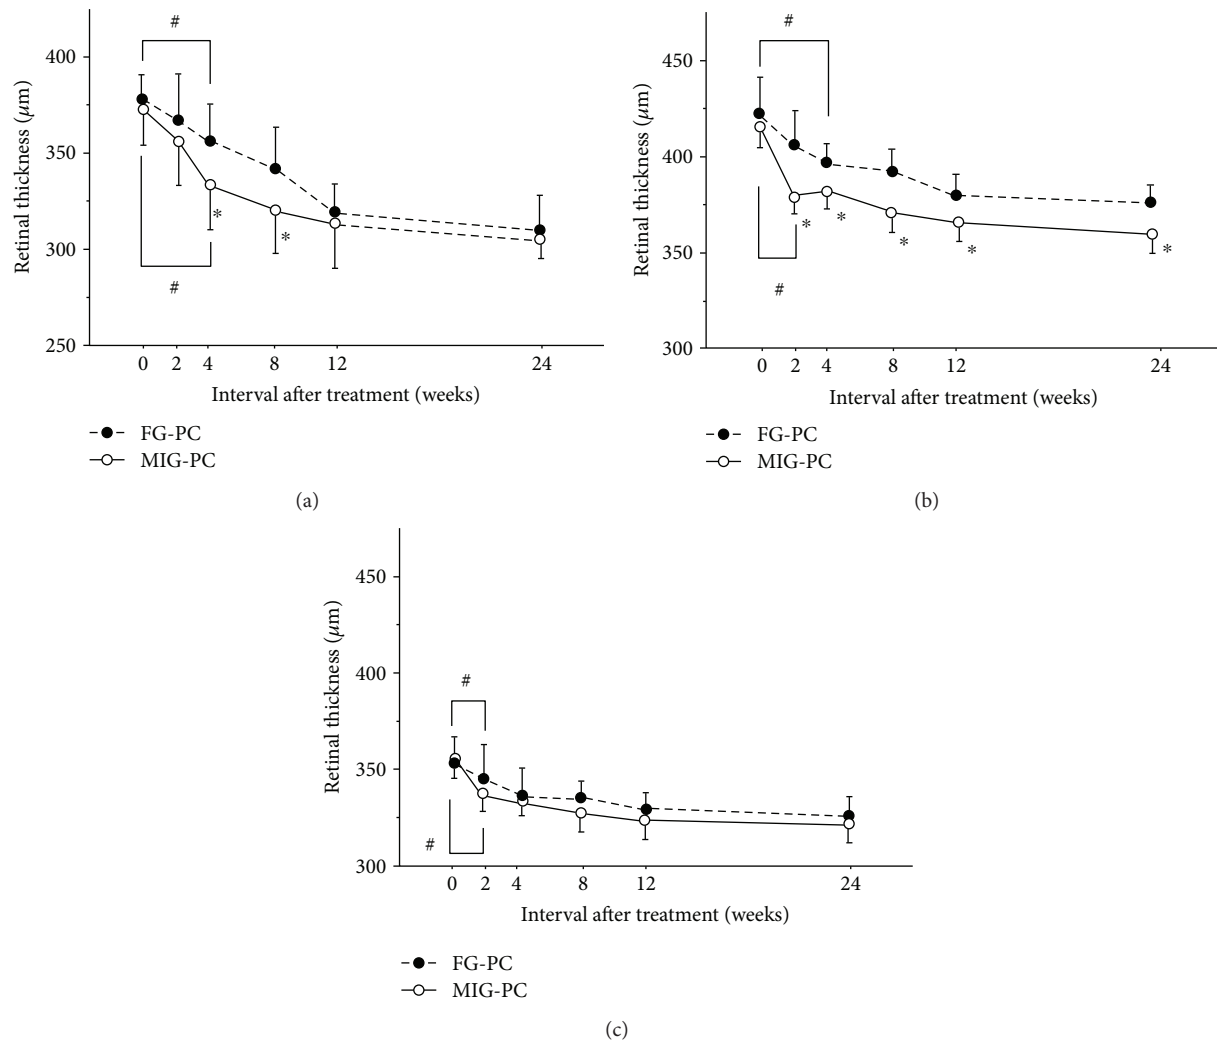 #
400
350
300
250
Retinal thickness (μm)
*
*
#
0 2 4 8 12 24
Interval after treatment (weeks)
FG-PC
MIG-PC
(a)
#
450
400
350
300
Retinal thickness (μm)
* * * * *
#
0 2 4 8 12 24
Interval after treatment (weeks)
FG-PC
MIG-PC
(b)
450
400
350
300
Retinal thickness (μm)
#
#
0 2 4 8 12 24
Interval after treatment (weeks)
FG-PC
MIG-PC
(c)